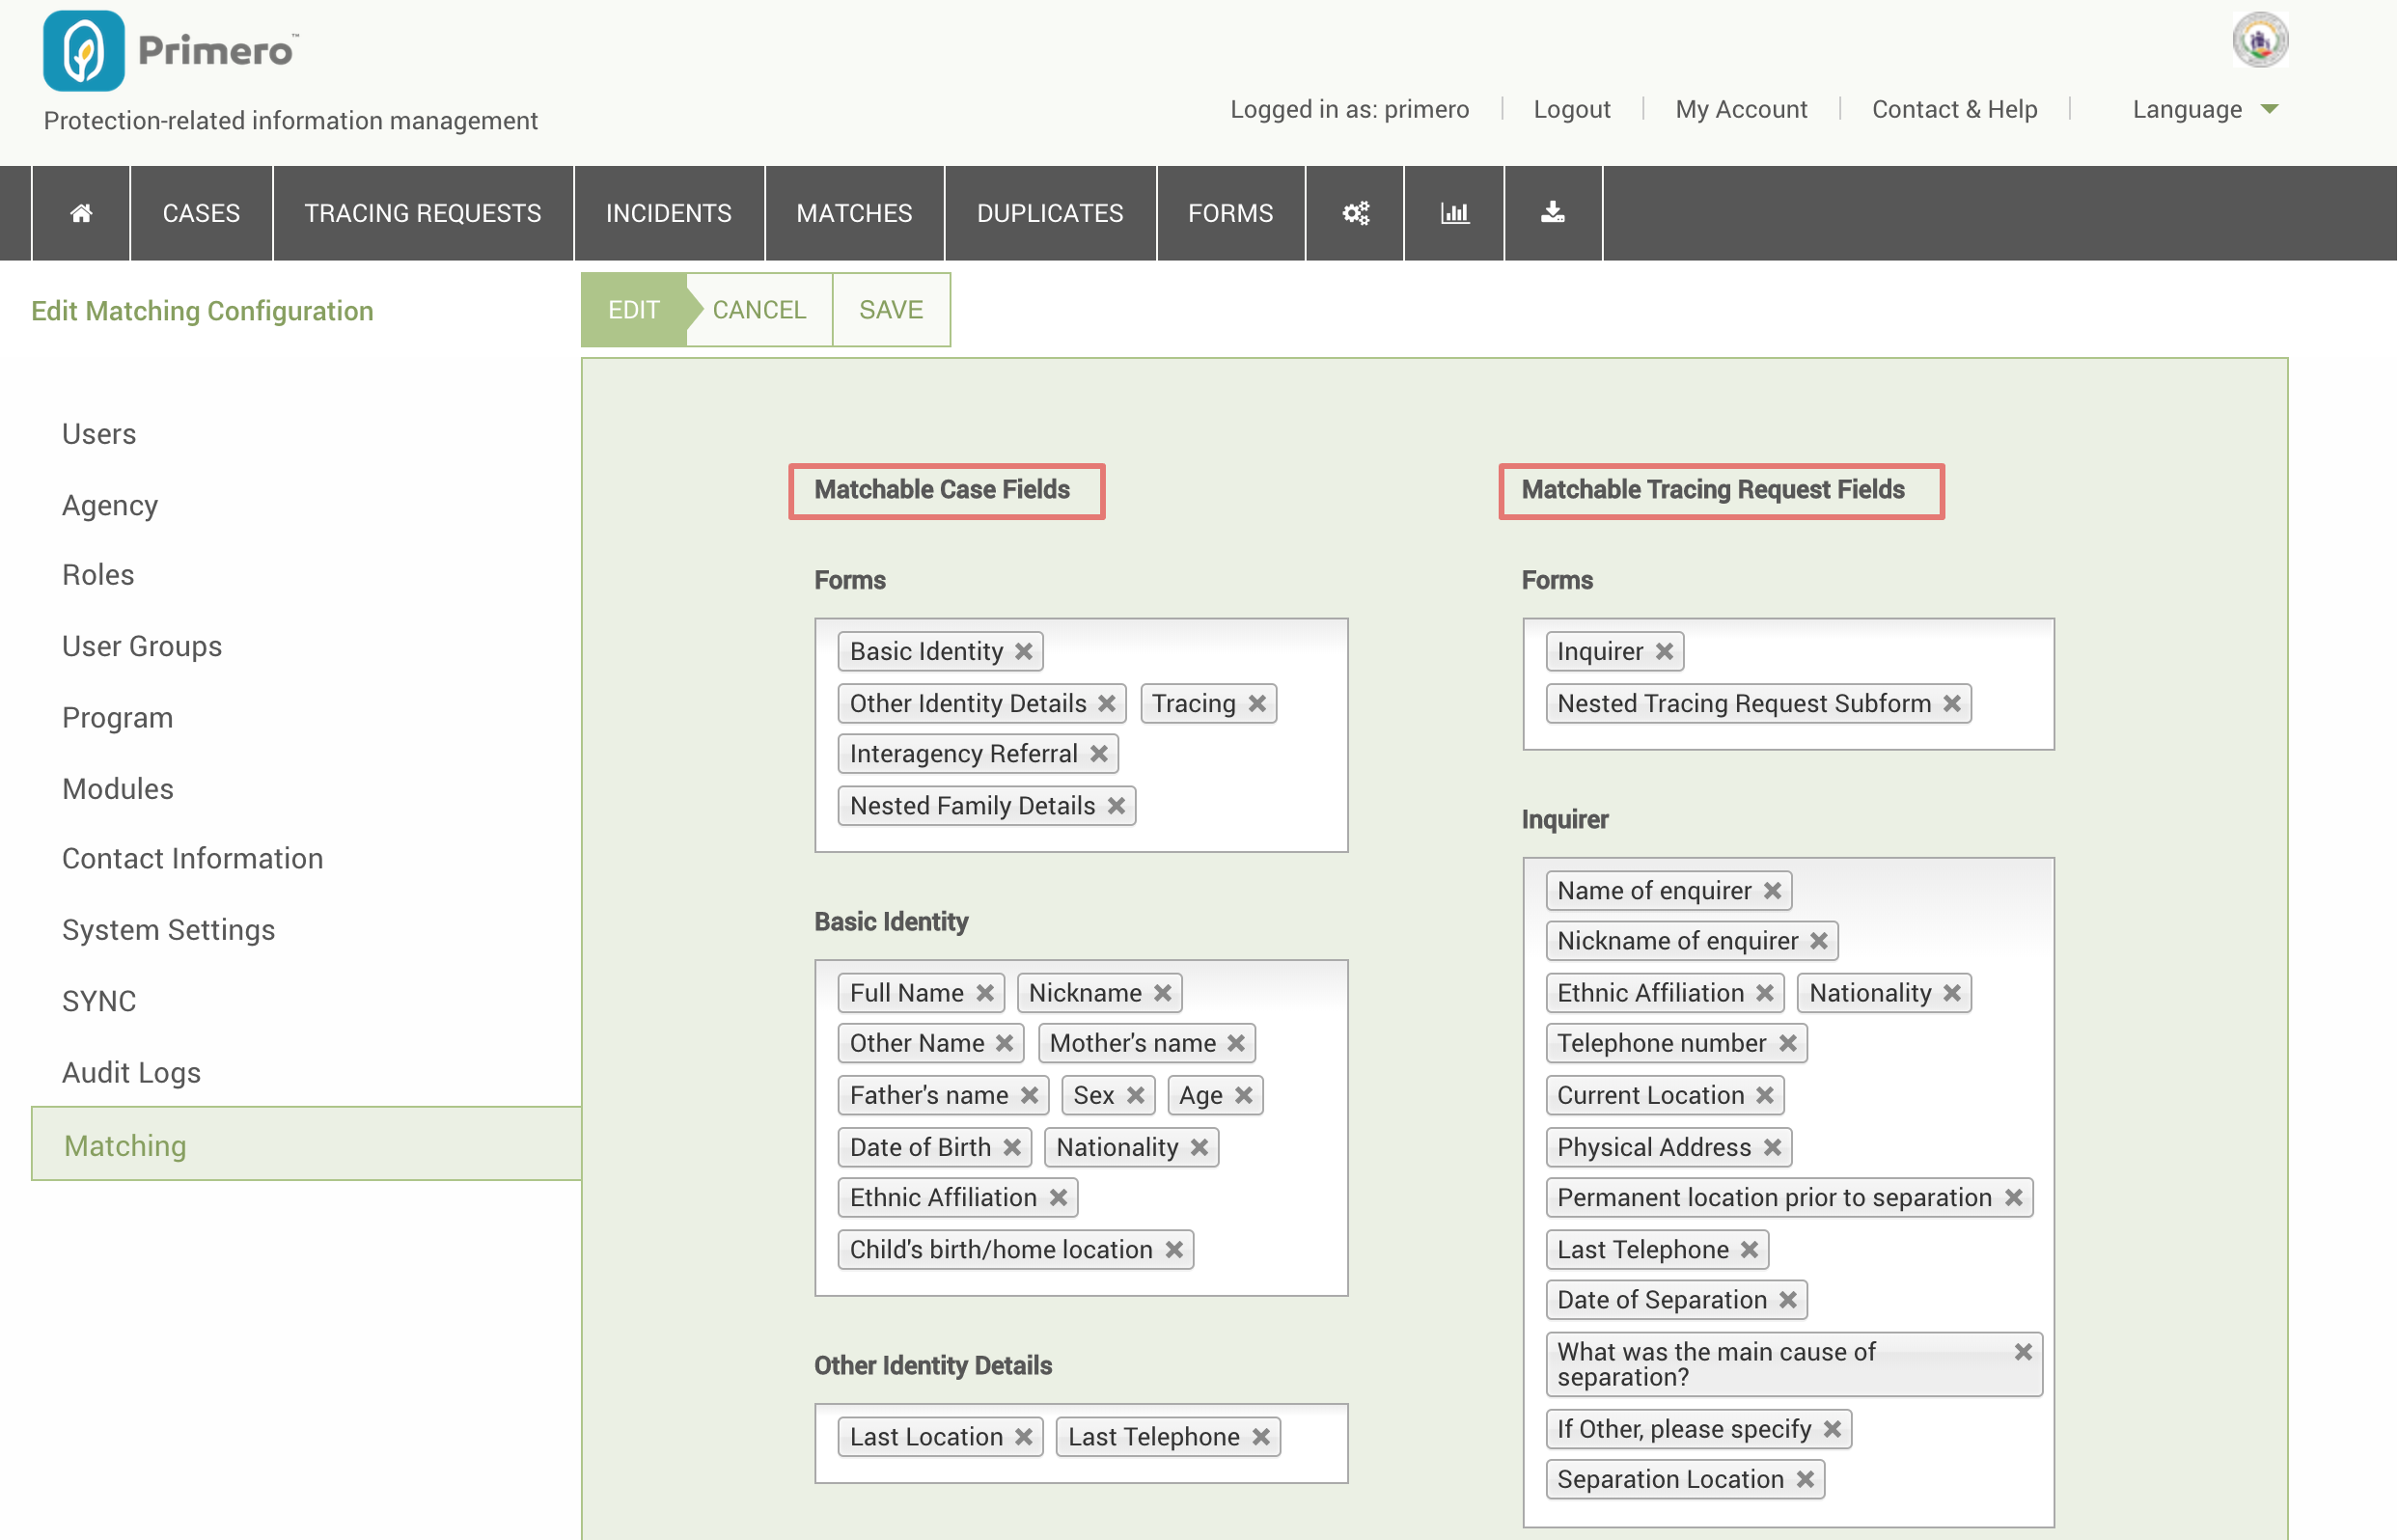 Primero™
Protection-related information management
Logged in as: primero
Logout
My Account
Contact & Help
Language
CASES
TRACING REQUESTS
INCIDENTS
MATCHES
DUPLICATES
FORMS
Edit Matching Configuration
EDIT
CANCEL
SAVE
Users
Agency
Roles
User Groups
Program
Modules
Contact Information
System Settings
SYNC
Audit Logs
Matching
Matchable Case Fields
Forms
Basic Identity
Other Identity Details
Tracing
Interagency Referral
Nested Family Details
Basic Identity
Full Name
Nickname
Other Name
Mother's name
Father's name
Sex
Age
Date of Birth
Nationality
Ethnic Affiliation
Child's birth/home location
Other Identity Details
Last Location
Last Telephone
Matchable Tracing Request Fields
Forms
Inquirer
Nested Tracing Request Subform
Inquirer
Name of enquirer
Nickname of enquirer
Ethnic Affiliation
Nationality
Telephone number
Current Location
Physical Address
Permanent location prior to separation
Last Telephone
Date of Separation
What was the main cause of
separation?
If Other, please specify
Separation Location